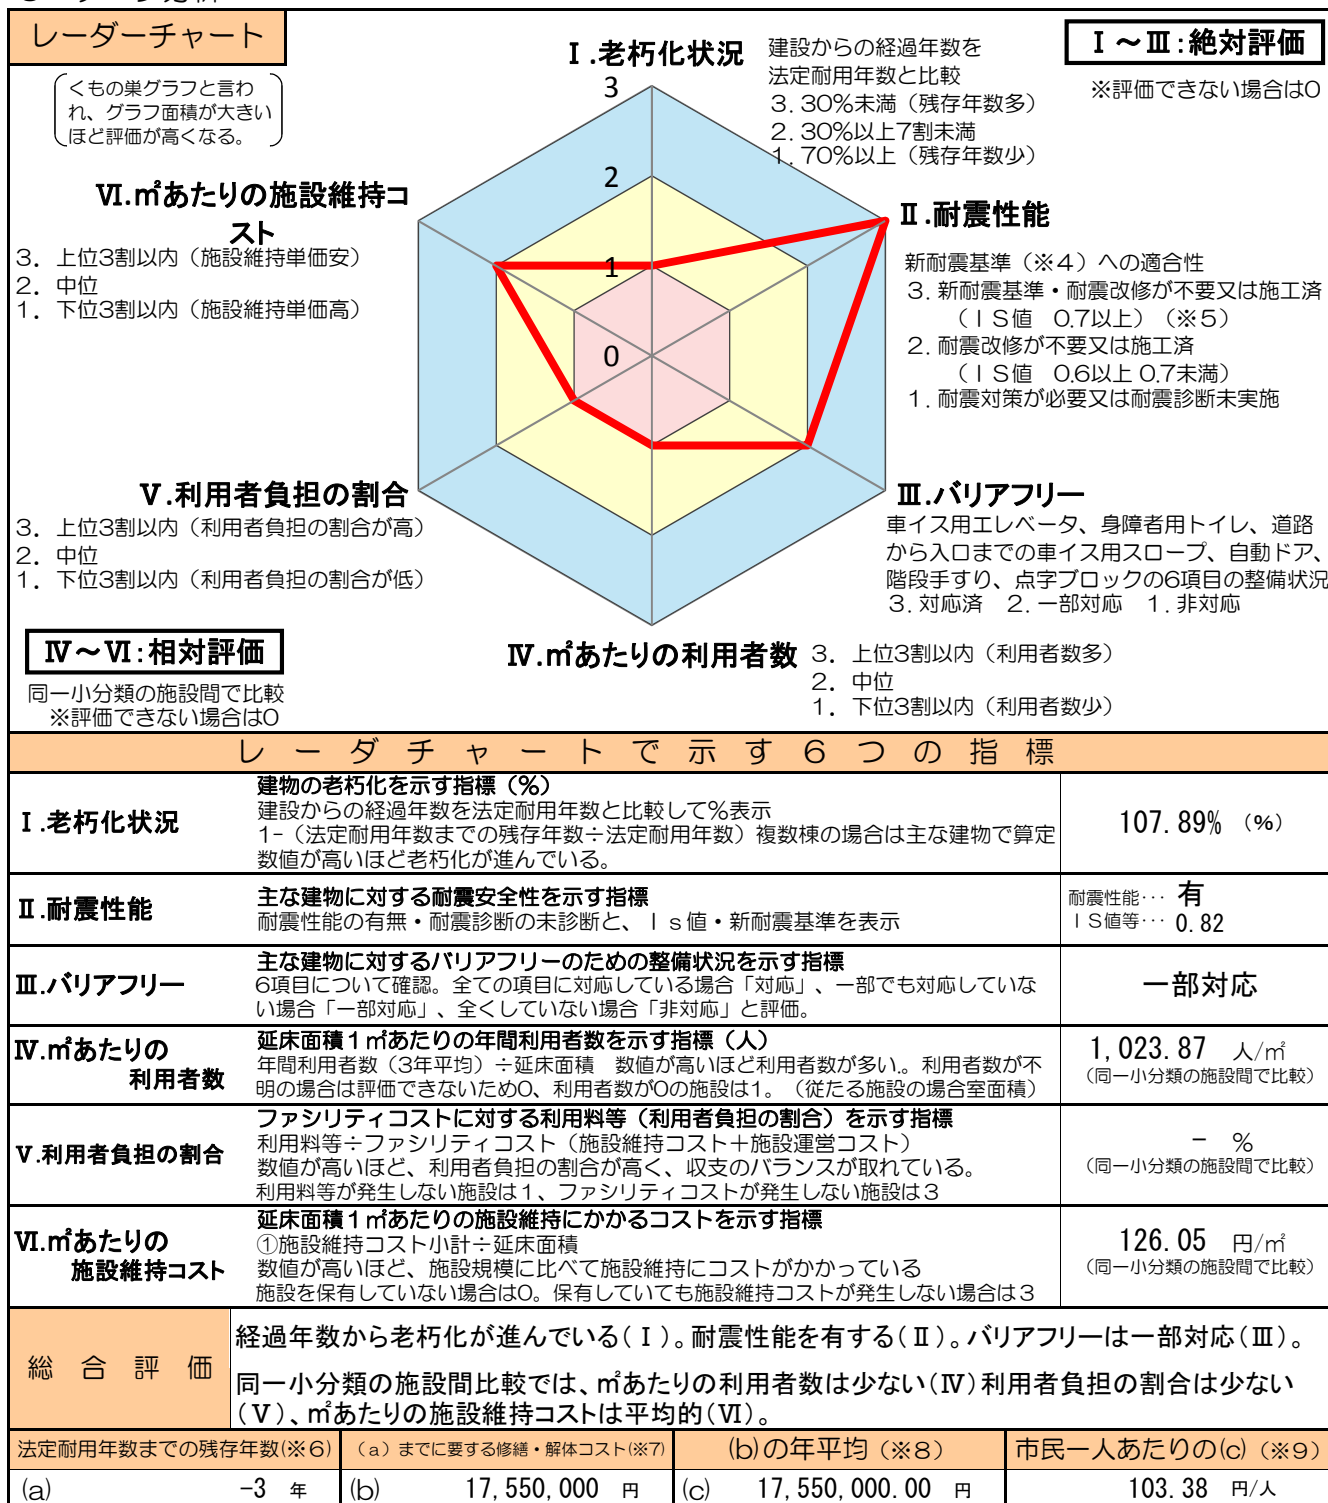 レーダーチャート
くもの巣グラフと言わ
れ、グラフ面積が大きい
ほど評価が高くなる。
Ⅰ.老朽化状況
建設からの経過年数を
法定耐用年数と比較
3.30%未満（残存年数多）
2.30%以上7割未満
1.70%以上（残存年数少）
Ⅰ～Ⅲ:絶対評価
※評価できない場合は0
3
2
1
0
Ⅵ.㎡あたりの施設維持コ
スト
3. 上位3割以内（施設維持単価安）
2. 中位
1. 下位3割以内（施設維持単価高）
Ⅱ.耐震性能
新耐震基準（※4）への適合性
3.新耐震基準・耐震改修が不要又は施工済
（ＩＳ値 0.7以上）（※5）
2.耐震改修が不要又は施工済
（ＩＳ値 0.6以上 0.7未満）
1.耐震対策が必要又は耐震診断未実施
Ⅴ.利用者負担の割合
3. 上位3割以内（利用者負担の割合が高）
2. 中位
1. 下位3割以内（利用者負担の割合が低）
Ⅲ.バリアフリー
車イス用エレベータ、身障者用トイレ、道路
から入口までの車イス用スロープ、自動ドア、
階段手すり、点字ブロックの6項目の整備状況
3.対応済 2.一部対応 1.非対応
Ⅳ～Ⅵ:相対評価
同一小分類の施設間で比較
※評価できない場合は0
Ⅳ.㎡あたりの利用者数
3. 上位3割以内（利用者数多）
2. 中位
1. 下位3割以内（利用者数少）
レーダチャートで示す６つの指標
Ⅰ.老朽化状況
建物の老朽化を示す指標（%）
建設からの経過年数を法定耐用年数と比較して%表示
1-（法定耐用年数までの残存年数÷法定耐用年数）複数棟の場合は主な建物で算定
数値が高いほど老朽化が進んでいる。
107.89% （%）
Ⅱ.耐震性能
主な建物に対する耐震安全性を示す指標
耐震性能の有無・耐震診断の未診断と、Ｉｓ値・新耐震基準を表示
耐震性能… 有
ＩＳ値等… 0.82
Ⅲ.バリアフリー
主な建物に対するバリアフリーのための整備状況を示す指標
6項目について確認。全ての項目に対応している場合「対応」、一部でも対応していな
い場合「一部対応」、全くしていない場合「非対応」と評価。
一部対応
Ⅳ.㎡あたりの
利用者数
延床面積１㎡あたりの年間利用者数を示す指標（人）
年間利用者数（3年平均）÷延床面積 数値が高いほど利用者数が多い。利用者数が不
明の場合は評価できないため0、利用者数が0の施設は1。（従たる施設の場合室面積）
1,023.87 人/㎡
（同一小分類の施設間で比較）
Ⅴ.利用者負担の割合
ファシリティコストに対する利用料等（利用者負担の割合）を示す指標
利用料等÷ファシリティコスト（施設維持コスト＋施設運営コスト）
数値が高いほど、利用者負担の割合が高く、収支のバランスが取れている。
利用料等が発生しない施設は１、ファシリティコストが発生しない施設は３
- %
（同一小分類の施設間で比較）
Ⅵ.㎡あたりの
施設維持コスト
延床面積１㎡あたりの施設維持にかかるコストを示す指標
①施設維持コスト小計÷延床面積
数値が高いほど、施設規模に比べて施設維持にコストがかかっている
施設を保有していない場合は0。保有していても施設維持コストが発生しない場合は３
126.05 円/㎡
（同一小分類の施設間で比較）
総合評価
経過年数から老朽化が進んでいる(Ⅰ)。耐震性能を有する(Ⅱ)。バリアフリーは一部対応(Ⅲ)。
同一小分類の施設間比較では、㎡あたりの利用者数は少ない(Ⅳ)利用者負担の割合は少ない
(Ⅴ)、㎡あたりの施設維持コストは平均的(Ⅵ)。
法定耐用年数までの残存年数(※6)
（a）までに要する修繕・解体コスト(※7)
(b)の年平均（※8）
市民一人あたりの(c)（※9）
(a) -3 年
(b) 17,550,000 円
(c) 17,550,000.00 円
103.38 円/人